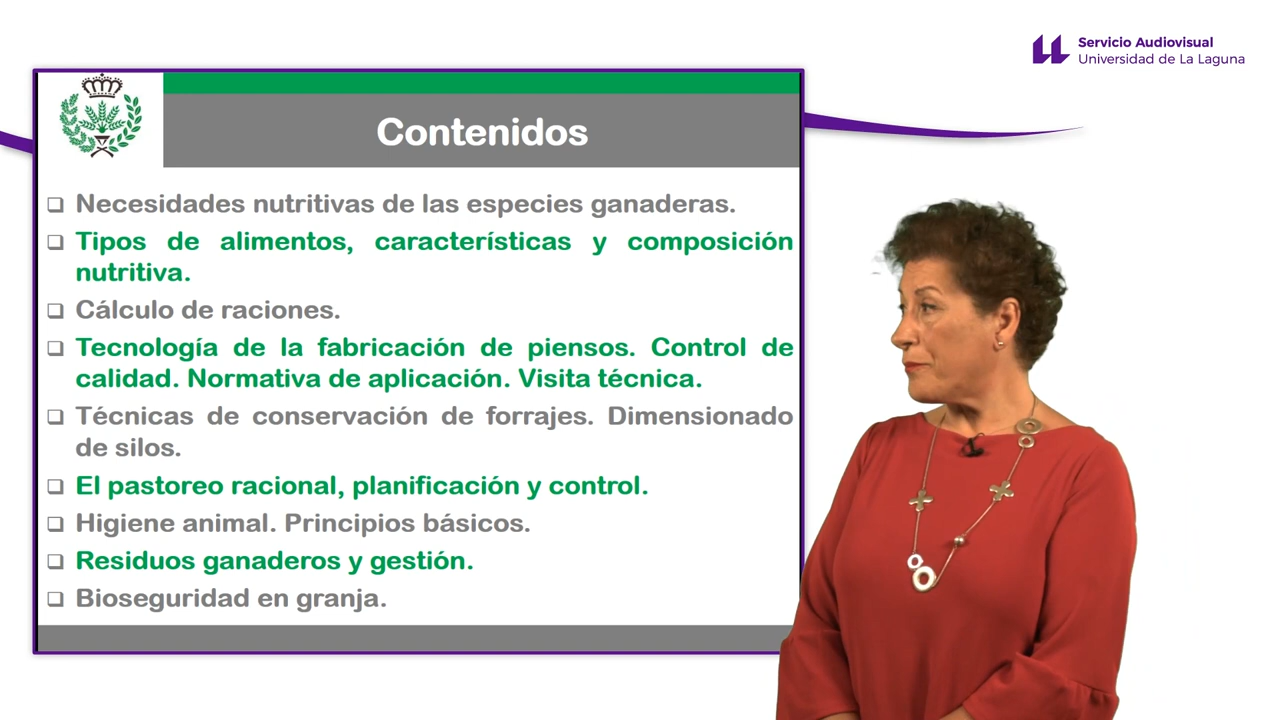 Servicio Audiovisual
Universidad de La Laguna
Contenidos
Necesidades nutritivas de las especies ganaderas.
Tipos de alimentos, características y composición
nutritiva.
Cálculo de raciones.
Tecnología de la fabricación de piensos. Control de
calidad. Normativa de aplicación. Visita técnica.
Técnicas de conservación de forrajes. Dimensionado
de silos.
El pastoreo racional, planificación y control.
Higiene animal. Principios básicos.
Residuos ganaderos y gestión.
Bioseguridad en granja.